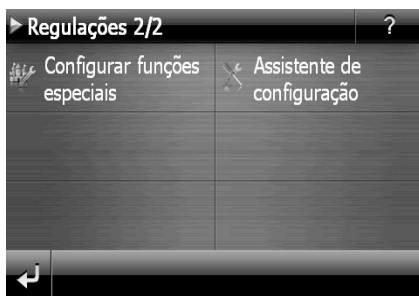 Regulações 2/2
?
Configurar funções
especiais
Assistente de
configuração